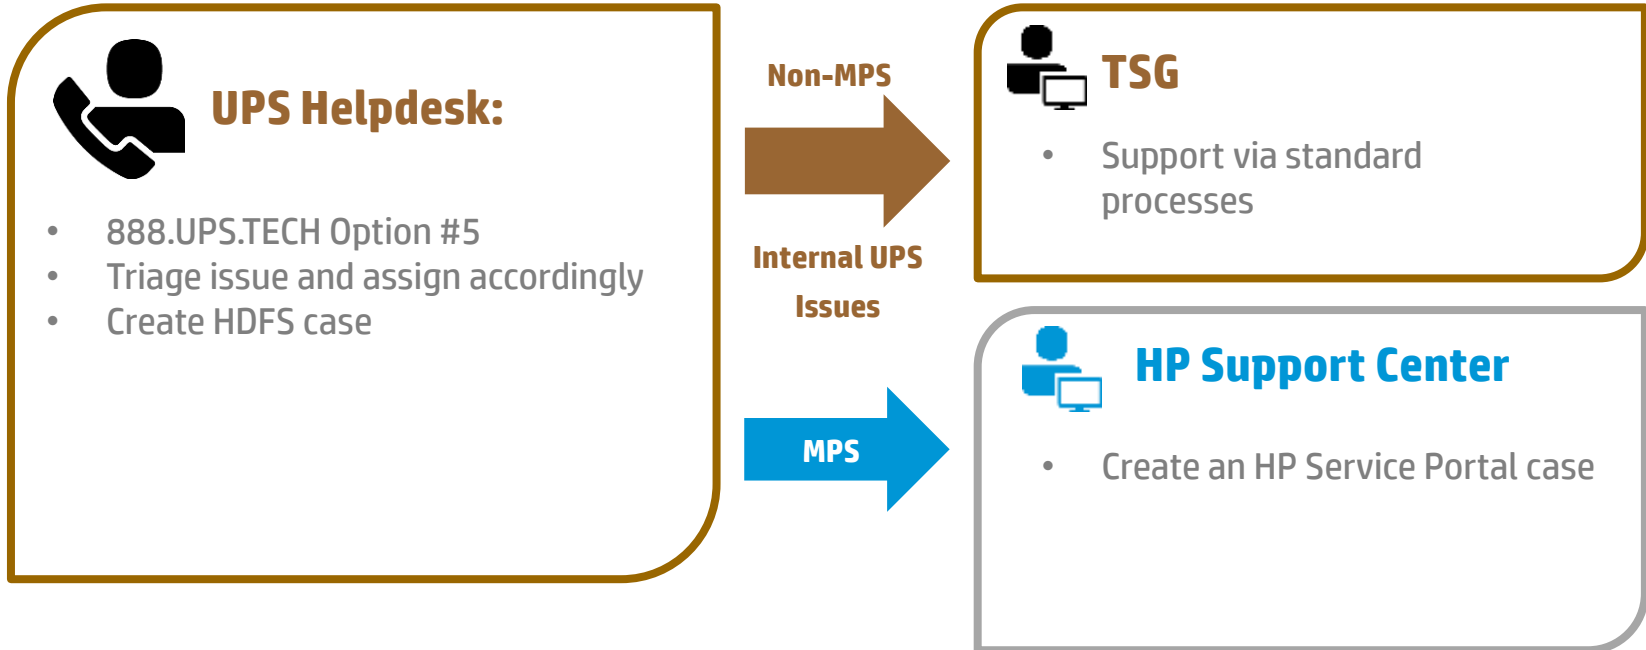 UPS Helpdesk:
• 888.UPS.TECH Option #5
• Triage issue and assign accordingly
• Create HDFS case
Non-MPS
Internal UPS
Issues
MPS
TSG
• Support via standard
processes
HP Support Center
• Create an HP Service Portal case